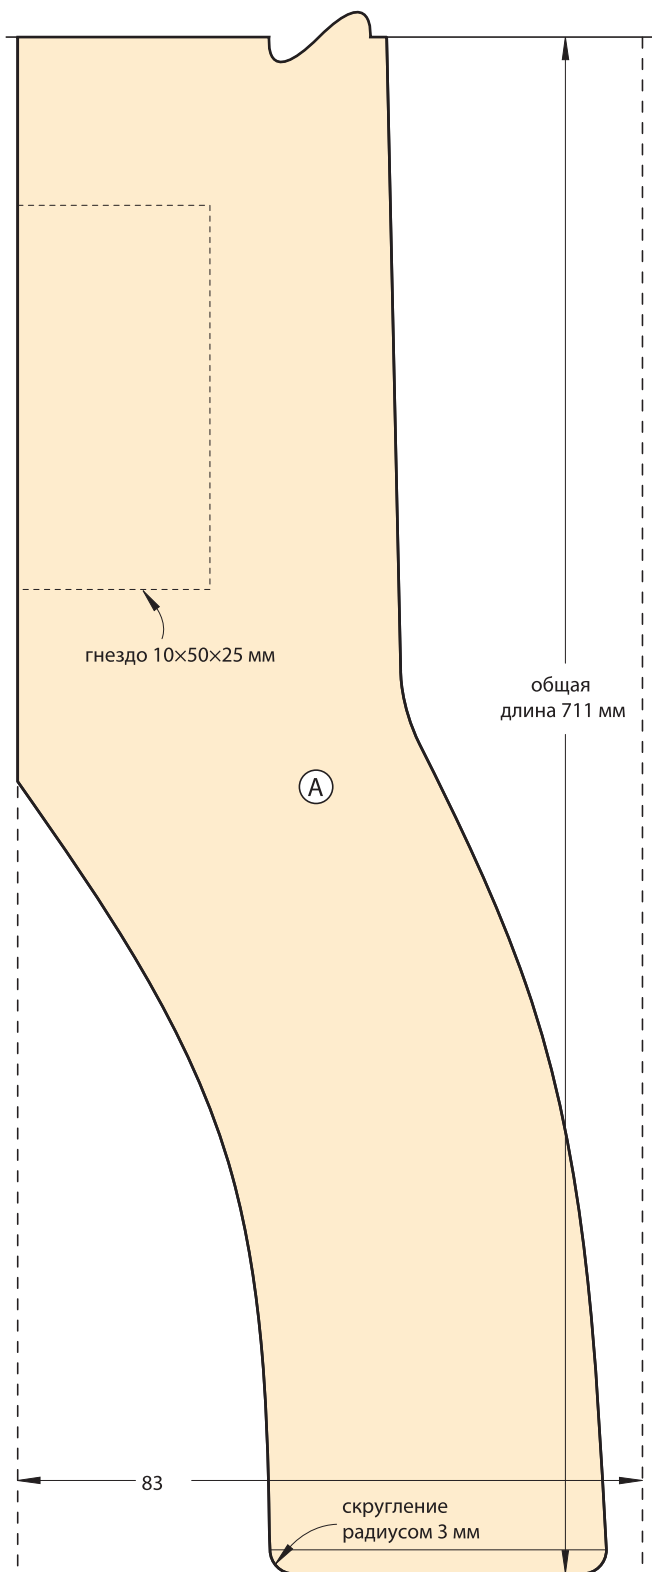 гнездо 10×50×25 мм
общая
длина 711 мм
A
83
скругление
радиусом 3 мм